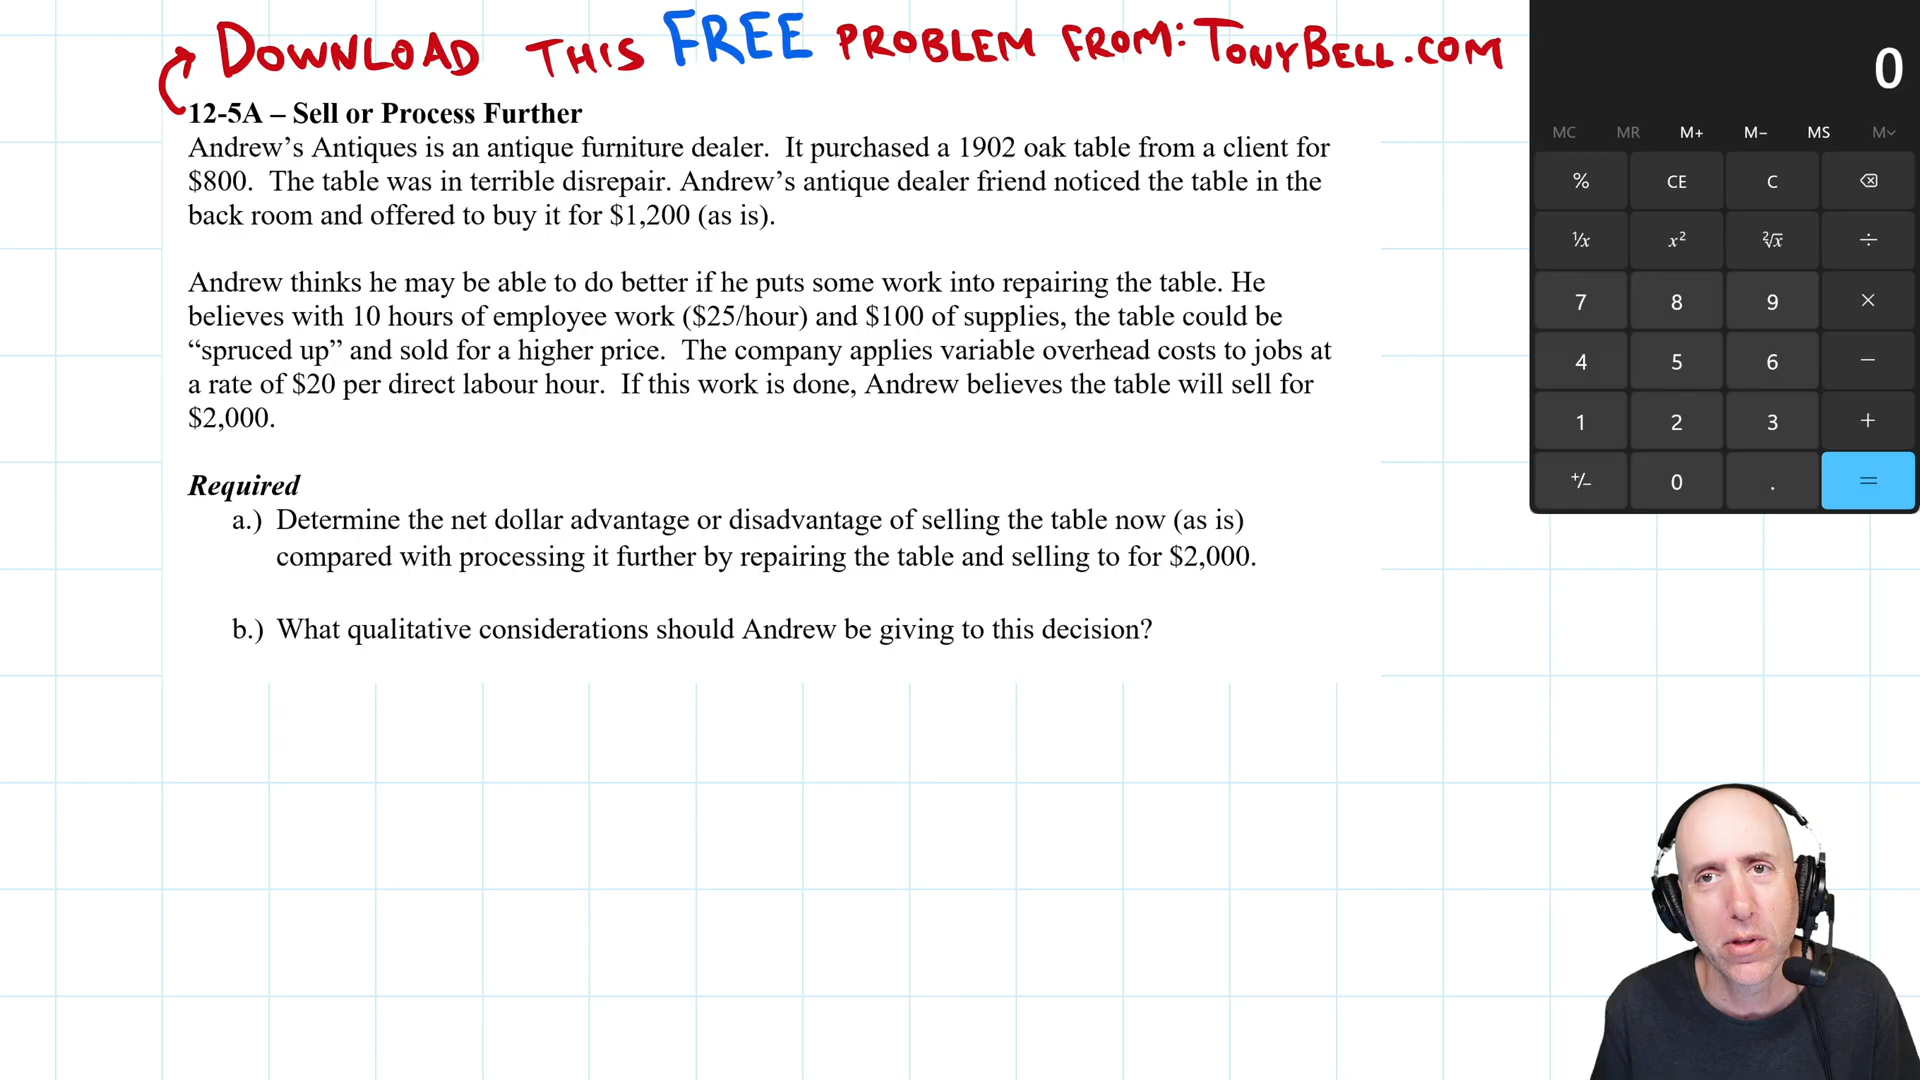 DOWNLOAD THIS FREE PROBLEM FROM: TONYBELL.COM
12-5A – Sell or Process Further
Andrew’s Antiques is an antique furniture dealer.  It purchased a 1902 oak table from a client for
$800.  The table was in terrible disrepair. Andrew’s antique dealer friend noticed the table in the
back room and offered to buy it for $1,200 (as is).
Andrew thinks he may be able to do better if he puts some work into repairing the table. He
believes with 10 hours of employee work ($25/hour) and $100 of supplies, the table could be
“spruced up” and sold for a higher price.  The company applies variable overhead costs to jobs at
a rate of $20 per direct labour hour.  If this work is done, Andrew believes the table will sell for
$2,000.
Required
a.) Determine the net dollar advantage or disadvantage of selling the table now (as is)
compared with processing it further by repairing the table and selling to for $2,000.
b.) What qualitative considerations should Andrew be giving to this decision?
0
MC MR M+ M− MS M˅
% CE C ⌫
¹/x x² ²√x ÷
7 8 9 ×
4 5 6 −
1 2 3 +
+/− 0 . =